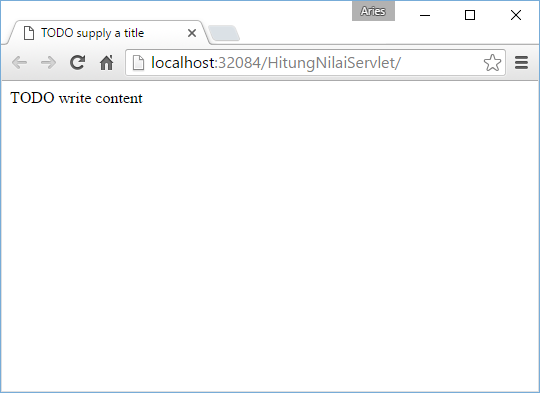 Aries
TODO supply a title
localhost:32084/HitungNilaiServlet/
TODO write content